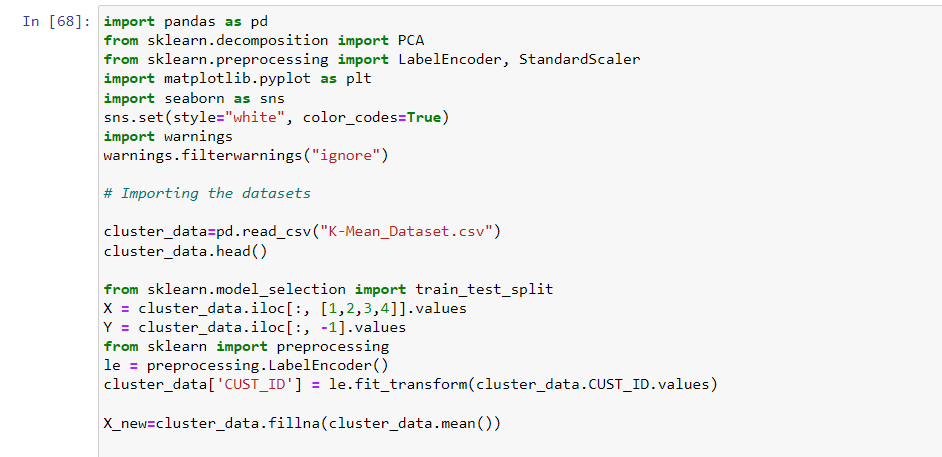 In [68]: import pandas as pd
from sklearn.decomposition import PCA
from sklearn.preprocessing import LabelEncoder, StandardScaler
import matplotlib.pyplot as plt
import seaborn as sns
sns.set(style="white", color_codes=True)
import warnings
warnings.filterwarnings("ignore")
# Importing the datasets
cluster_data=pd.read_csv("K-Mean_Dataset.csv")
cluster_data.head()
from sklearn.model_selection import train_test_split
X = cluster_data.iloc[:, [1,2,3,4]].values
Y = cluster_data.iloc[:, -1].values
from sklearn import preprocessing
le = preprocessing.LabelEncoder()
cluster_data['CUST_ID'] = le.fit_transform(cluster_data.CUST_ID.values)
X_new=cluster_data.fillna(cluster_data.mean())